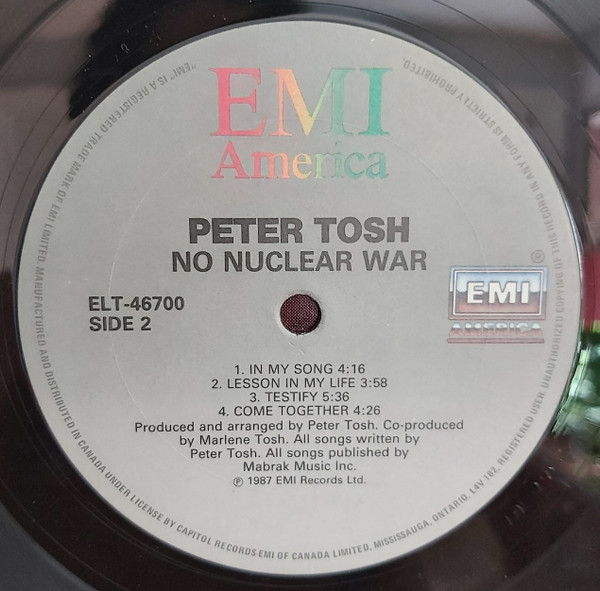 EMI
America
PETER TOSH
NO NUCLEAR WAR
ELT-46700
SIDE 2
EMI
AMERICA
℗
1. IN MY SONG 4:16
2. LESSON IN MY LIFE 3:58
3. TESTIFY 5:36
4. COME TOGETHER 4:26
Produced and arranged by Peter Tosh. Co-produced
by Marlene Tosh. All songs written by
Peter Tosh. All songs published by
Mabrak Music Inc.
℗ 1987 EMI Records Ltd.
"EMI" IS A REGISTERED TRADE MARK OF EMI LIMITED. MANUFACTURED AND DISTRIBUTED IN CANADA UNDER LICENSE BY CAPITOL RECORDS-EMI OF CANADA LIMITED, MISSISSAUGA, ONTARIO, L4V 1B2, REGISTERED USER. UNAUTHORIZED COPYING OF THIS RECORD IN ANY FORM IS STRICTLY PROHIBITED.